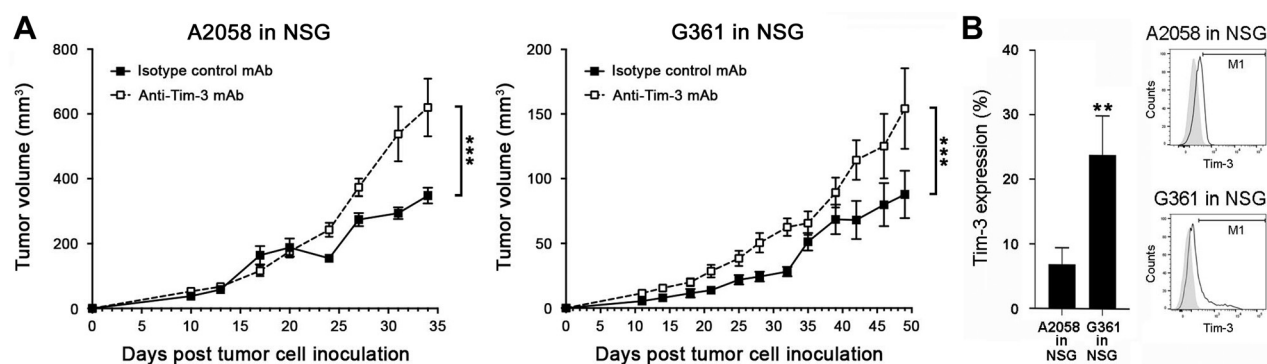 A
A2058 in NSG
Isotype control mAb
Anti-Tim-3 mAb
Tumor volume (mm³)
800
600
400
200
0
0 5 10 15 20 25 30 35
Days post tumor cell inoculation
***
G361 in NSG
Isotype control mAb
Anti-Tim-3 mAb
Tumor volume (mm³)
200
150
100
50
0
0 5 10 15 20 25 30 35 40 45 50
Days post tumor cell inoculation
***
B
Tim-3 expression (%)
40
30
20
10
0
**
A2058 G361
in in
NSG NSG
A2058 in NSG
M1
Counts
Tim-3
G361 in NSG
M1
Counts
Tim-3